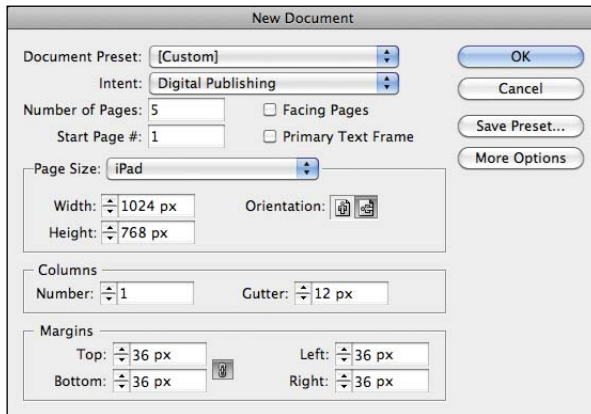 New Document
Document Preset: [Custom]
OK
Intent: Digital Publishing
Cancel
Number of Pages: 5
Facing Pages
Save Preset...
Start Page #: 1
Primary Text Frame
More Options
Page Size: iPad
Width: 1024 px
Orientation:
Height: 768 px
Columns
Number: 1
Gutter: 12 px
Margins
Top: 36 px
Left: 36 px
Bottom: 36 px
Right: 36 px